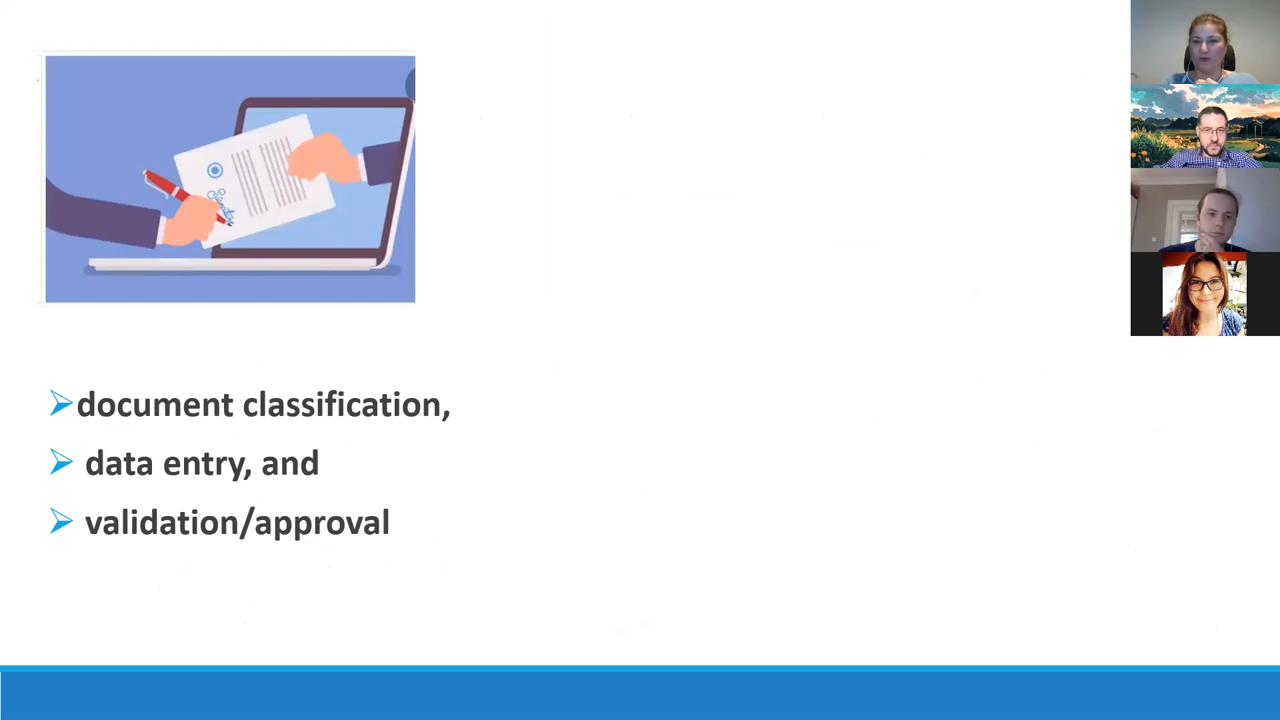 document classification,
data entry, and
validation/approval